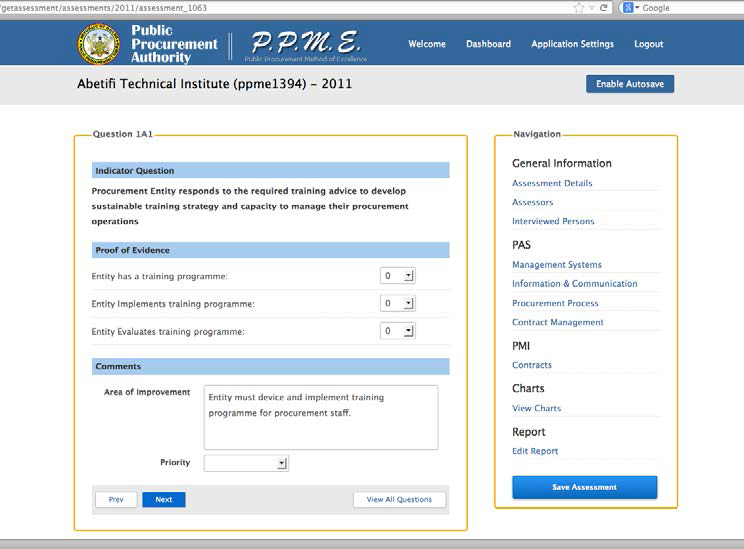 /getassessment/assessments/2011/assessment_1063
Google
Public
Procurement
Authority
P.P.M.E.
Public Procurement Method of Excellence
Welcome
Dashboard
Application Settings
Logout
Abetifi Technical Institute (ppme1394) – 2011
Enable Autosave
Question 1A1
Indicator Question
Procurement Entity responds to the required training advice to develop
sustainable training strategy and capacity to manage their procurement
operations
Proof of Evidence
Entity has a training programme: 0
Entity Implements training programme: 0
Entity Evaluates training programme: 0
Comments
Area of Improvement
Entity must device and implement training
programme for procurement staff.
Priority
Prev
Next
View All Questions
Navigation
General Information
Assessment Details
Assessors
Interviewed Persons
PAS
Management Systems
Information & Communication
Procurement Process
Contract Management
PMI
Contracts
Charts
View Charts
Report
Edit Report
Save Assessment